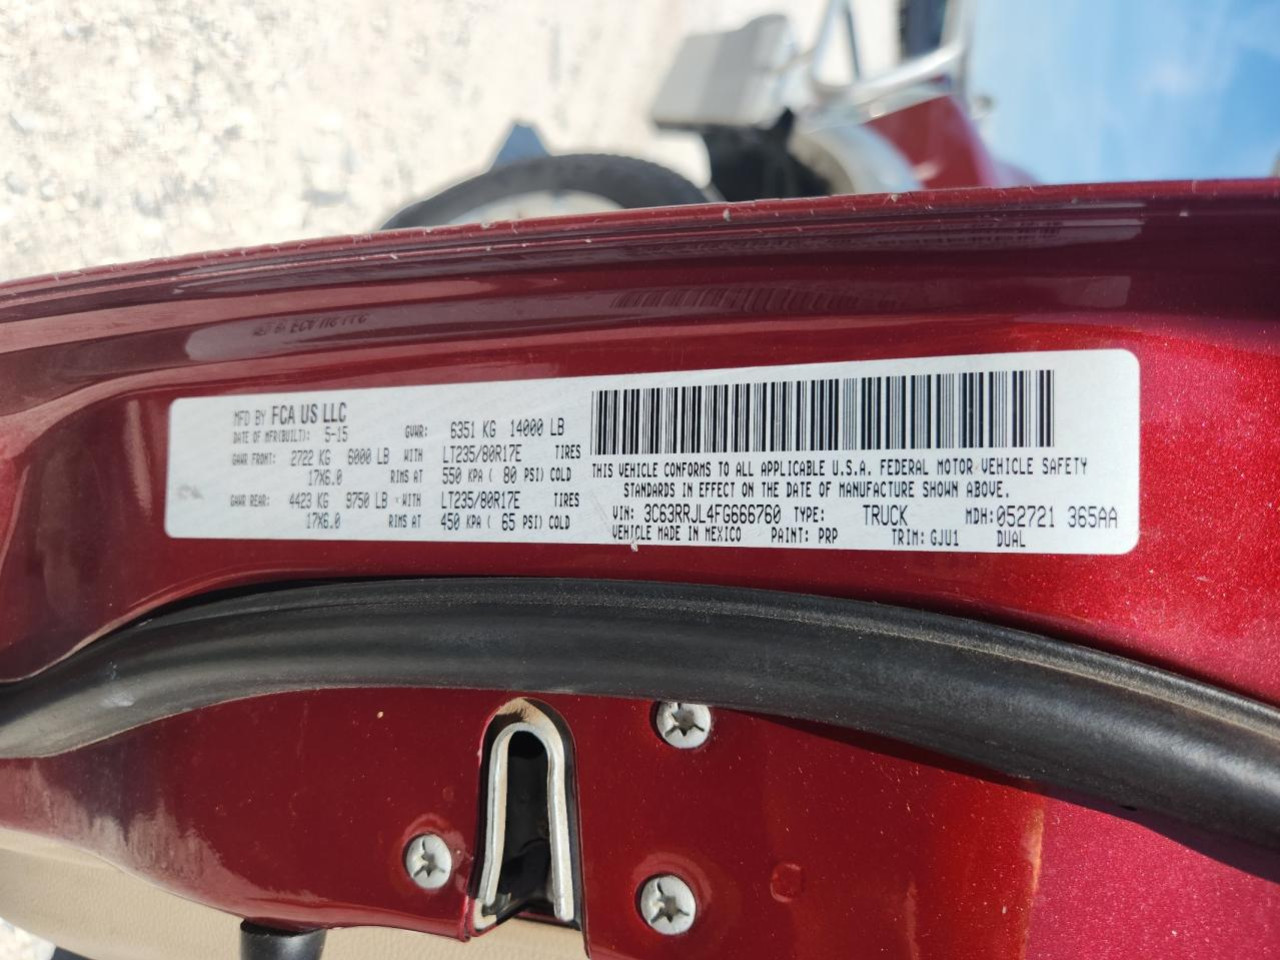 MFD BY FCA US LLC
DATE OF MFR(BUILT): 5-15 GVWR: 6351 KG 14000 LB
GAWR FRONT: 2722 KG 6000 LB WITH LT235/80R17E TIRES
17X6.0 RIMS AT 550 KPA ( 80 PSI) COLD
GAWR REAR: 4423 KG 9750 LB WITH LT235/80R17E TIRES
17X6.0 RIMS AT 450 KPA ( 65 PSI) COLD
THIS VEHICLE CONFORMS TO ALL APPLICABLE U.S.A. FEDERAL MOTOR VEHICLE SAFETY
STANDARDS IN EFFECT ON THE DATE OF MANUFACTURE SHOWN ABOVE.
VIN: 3C63RRJL4FG666760 TYPE: TRUCK MDH:052721 365AA
VEHICLE MADE IN MEXICO PAINT: PRP TRIM:GJU1 DUAL